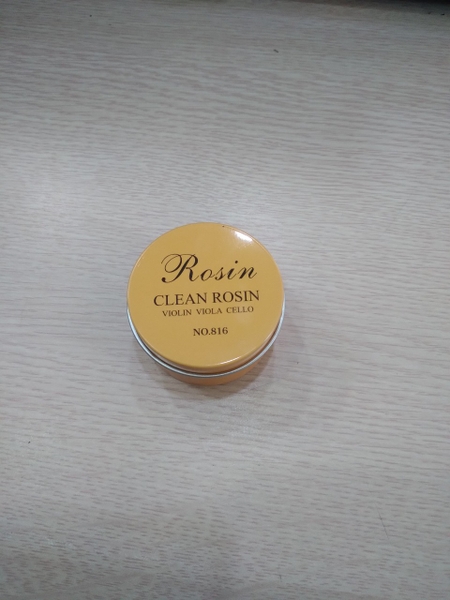 Rosin
CLEAN ROSIN
VIOLIN VIOLA CELLO
NO.816